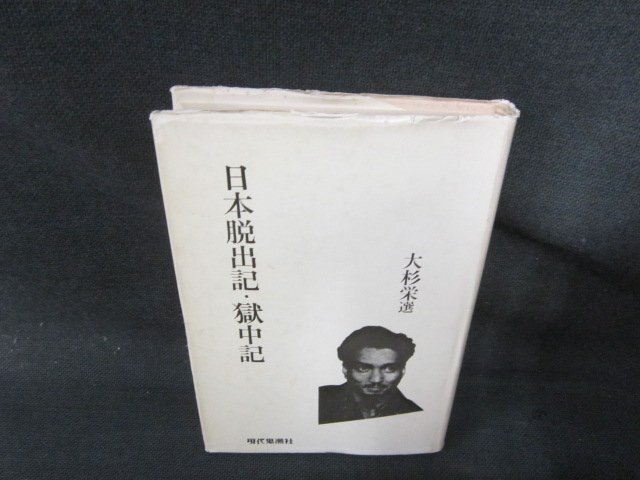 日本脱出記・獄中記
大杉栄選
現代思潮社